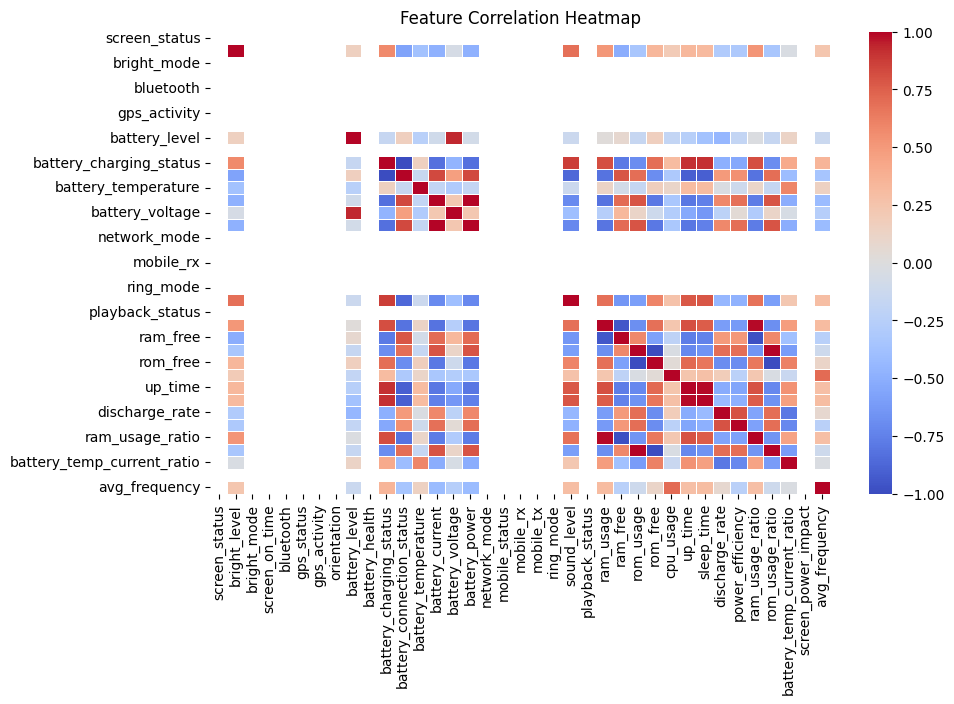 Feature Correlation Heatmap
screen_status
bright_mode
bluetooth
gps_activity
battery_level
battery_charging_status
battery_temperature
battery_voltage
network_mode
mobile_rx
ring_mode
playback_status
ram_free
rom_free
up_time
discharge_rate
ram_usage_ratio
battery_temp_current_ratio
avg_frequency
screen_status
bright_level
bright_mode
screen_on_time
bluetooth
gps_status
gps_activity
orientation
battery_level
battery_health
battery_charging_status
battery_connection_status
battery_temperature
battery_current
battery_voltage
battery_power
network_mode
mobile_status
mobile_rx
mobile_tx
ring_mode
sound_level
playback_status
ram_usage
ram_free
rom_usage
rom_free
cpu_usage
up_time
sleep_time
discharge_rate
power_efficiency
ram_usage_ratio
rom_usage_ratio
battery_temp_current_ratio
screen_power_impact
avg_frequency
1.00
0.75
0.50
0.25
0.00
−0.25
−0.50
−0.75
−1.00